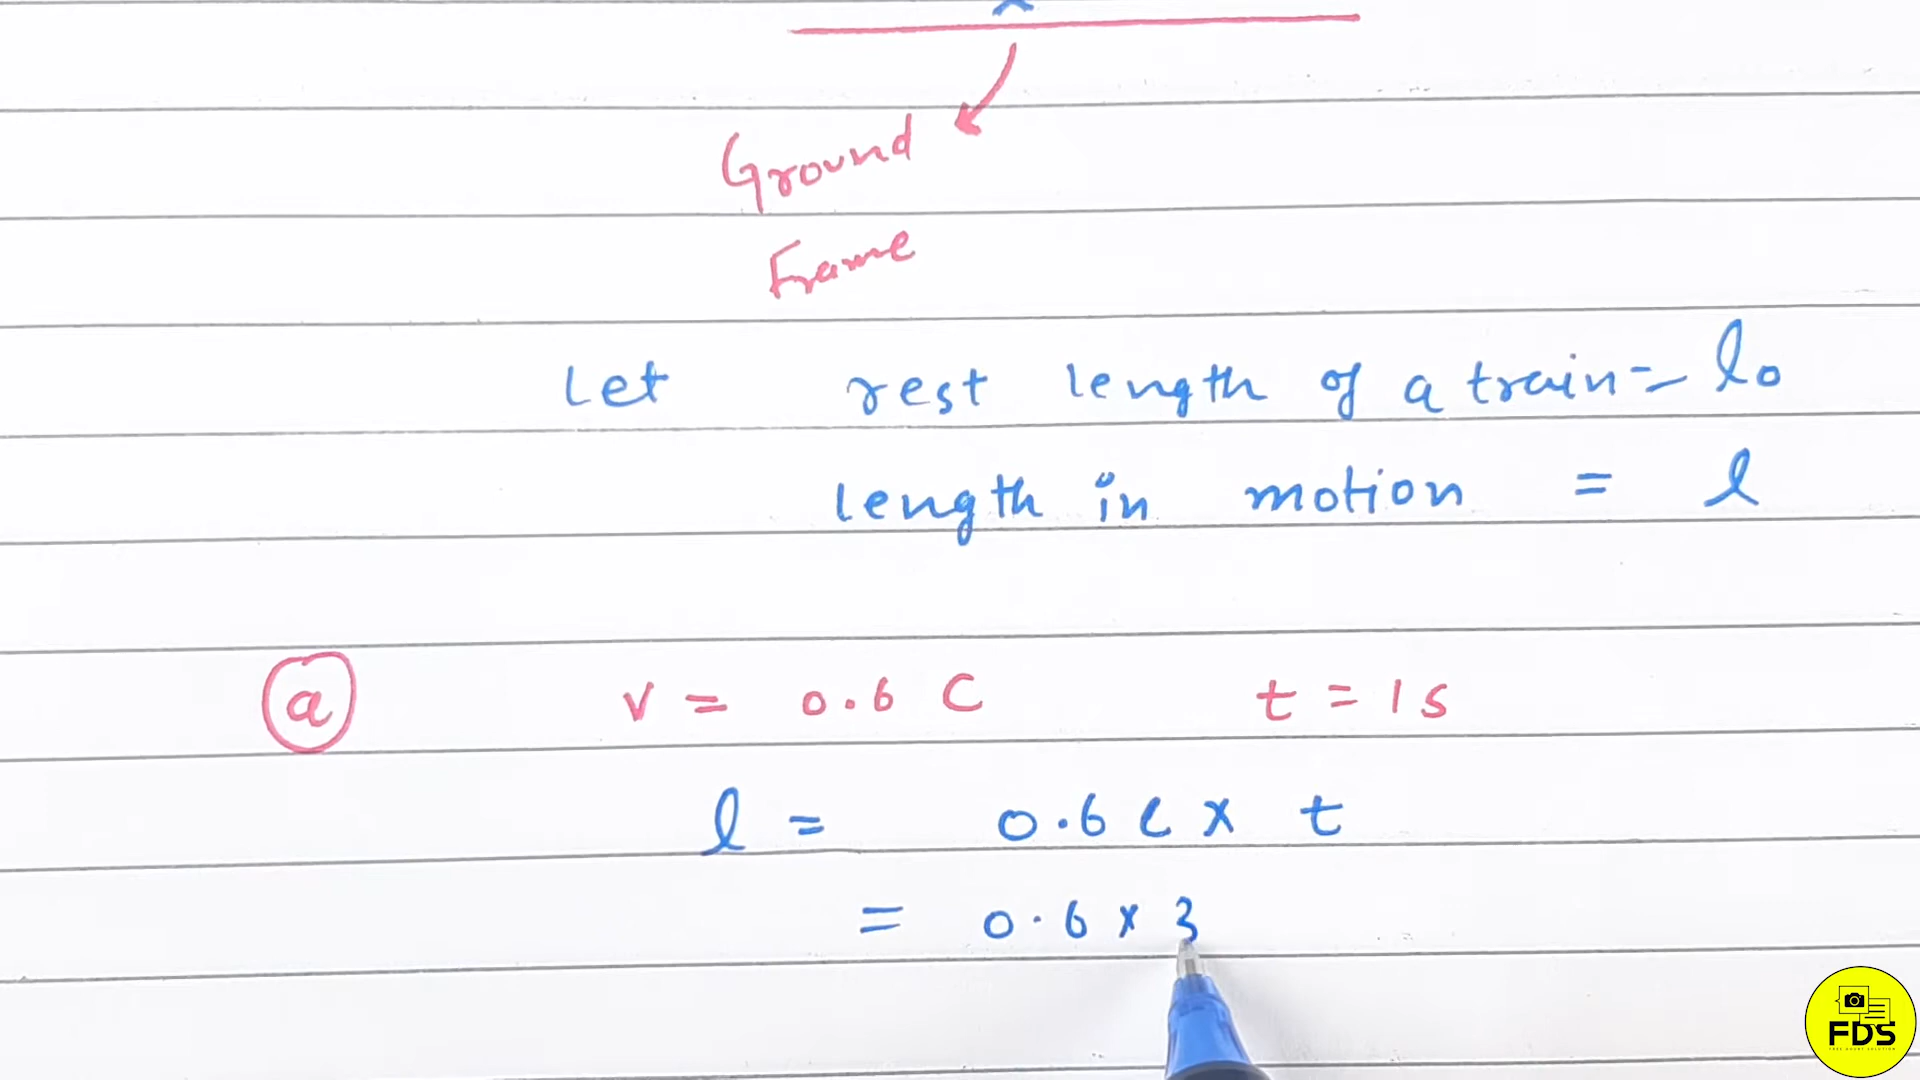 Ground
Frame
Let rest length of a train = l₀
length in motion = l
a v = 0.6 C t = 1s
l = 0.6 c x t
= 0.6 x 3
FDS